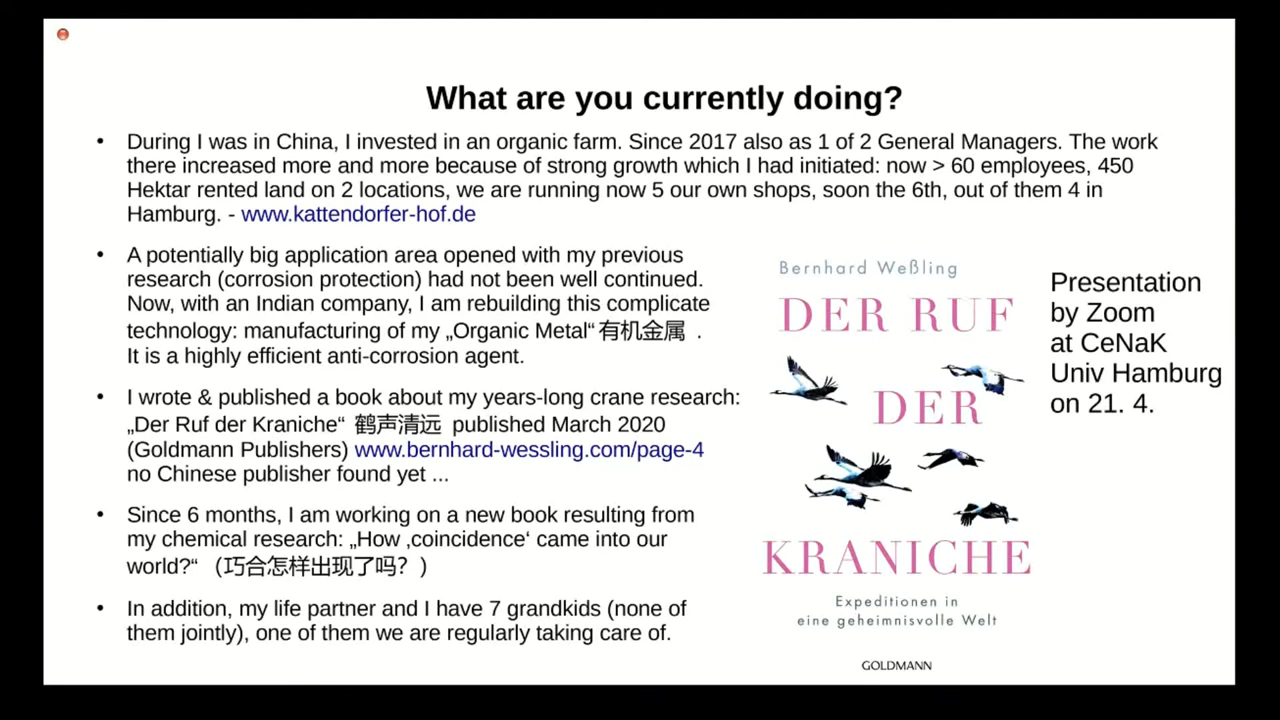 What are you currently doing?
• During I was in China, I invested in an organic farm. Since 2017 also as 1 of 2 General Managers. The work
there increased more and more because of strong growth which I had initiated: now > 60 employees, 450
Hektar rented land on 2 locations, we are running now 5 our own shops, soon the 6th, out of them 4 in
Hamburg. - www.kattendorfer-hof.de
• A potentially big application area opened with my previous
research (corrosion protection) had not been well continued.
Now, with an Indian company, I am rebuilding this complicate
technology: manufacturing of my „Organic Metal“ 有机金属 .
It is a highly efficient anti-corrosion agent.
• I wrote & published a book about my years-long crane research:
„Der Ruf der Kraniche“ 鹤声清远 published March 2020
(Goldmann Publishers) www.bernhard-wessling.com/page-4
no Chinese publisher found yet ...
• Since 6 months, I am working on a new book resulting from
my chemical research: „How ‚coincidence‘ came into our
world?“ （巧合怎样出现了吗？）
• In addition, my life partner and I have 7 grandkids (none of
them jointly), one of them we are regularly taking care of.
Bernhard Weßling
DER RUF
DER
KRANICHE
Expeditionen in
eine geheimnisvolle Welt
GOLDMANN
Presentation
by Zoom
at CeNaK
Univ Hamburg
on 21. 4.